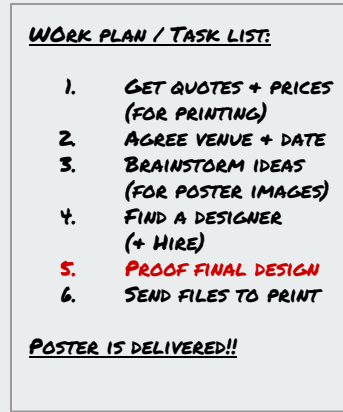 WORK PLAN / TASK LIST:
1. GET QUOTES + PRICES
(FOR PRINTING)
2. AGREE VENUE + DATE
3. BRAINSTORM IDEAS
(FOR POSTER IMAGES)
4. FIND A DESIGNER
(+ HIRE)
5. PROOF FINAL DESIGN
6. SEND FILES TO PRINT
POSTER IS DELIVERED!!